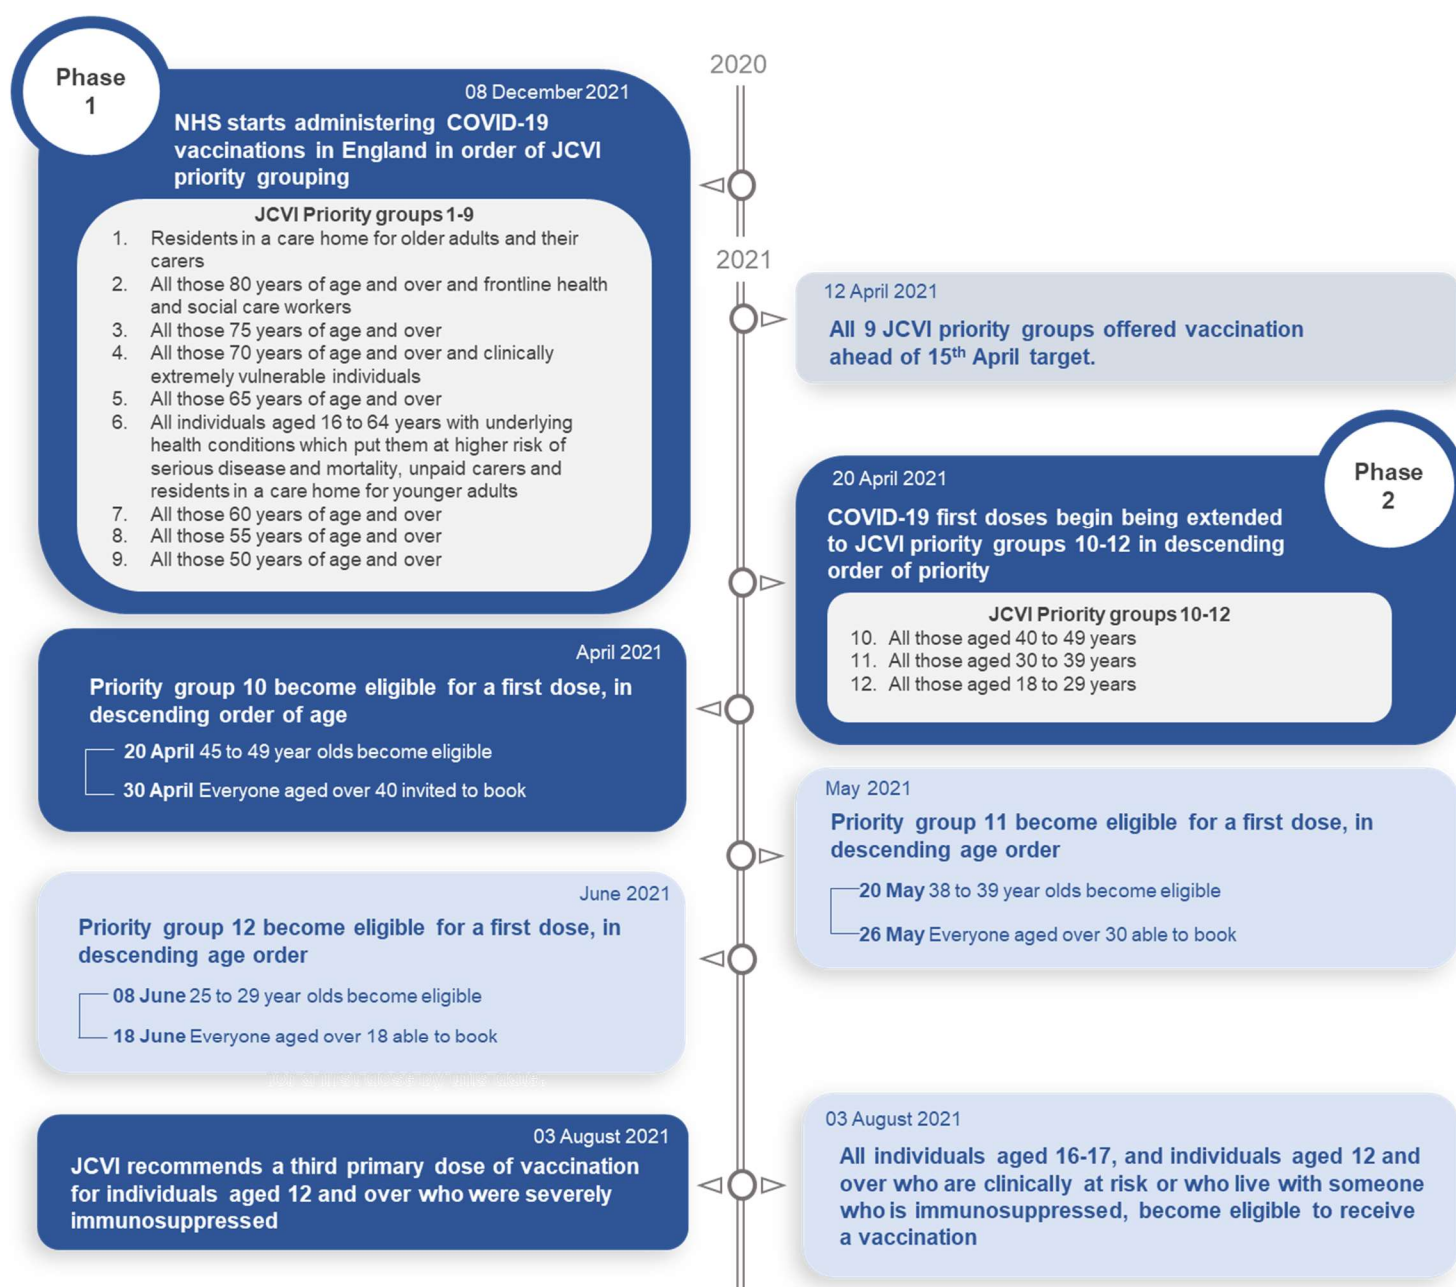 Phase
1
08 December 2021
NHS starts administering COVID-19
vaccinations in England in order of JCVI
priority grouping
JCVI Priority groups 1-9
1. Residents in a care home for older adults and their
carers
2. All those 80 years of age and over and frontline health
and social care workers
3. All those 75 years of age and over
4. All those 70 years of age and over and clinically
extremely vulnerable individuals
5. All those 65 years of age and over
6. All individuals aged 16 to 64 years with underlying
health conditions which put them at higher risk of
serious disease and mortality, unpaid carers and
residents in a care home for younger adults
7. All those 60 years of age and over
8. All those 55 years of age and over
9. All those 50 years of age and over
2020
2021
12 April 2021
All 9 JCVI priority groups offered vaccination
ahead of 15th April target.
Phase
2
20 April 2021
COVID-19 first doses begin being extended
to JCVI priority groups 10-12 in descending
order of priority
JCVI Priority groups 10-12
10. All those aged 40 to 49 years
11. All those aged 30 to 39 years
12. All those aged 18 to 29 years
April 2021
Priority group 10 become eligible for a first dose, in
descending order of age
20 April 45 to 49 year olds become eligible
30 April Everyone aged over 40 invited to book
May 2021
Priority group 11 become eligible for a first dose, in
descending age order
20 May 38 to 39 year olds become eligible
26 May Everyone aged over 30 able to book
June 2021
Priority group 12 become eligible for a first dose, in
descending age order
08 June 25 to 29 year olds become eligible
18 June Everyone aged over 18 able to book
03 August 2021
JCVI recommends a third primary dose of vaccination
for individuals aged 12 and over who were severely
immunosuppressed
03 August 2021
All individuals aged 16-17, and individuals aged 12 and
over who are clinically at risk or who live with someone
who is immunosuppressed, become eligible to receive
a vaccination